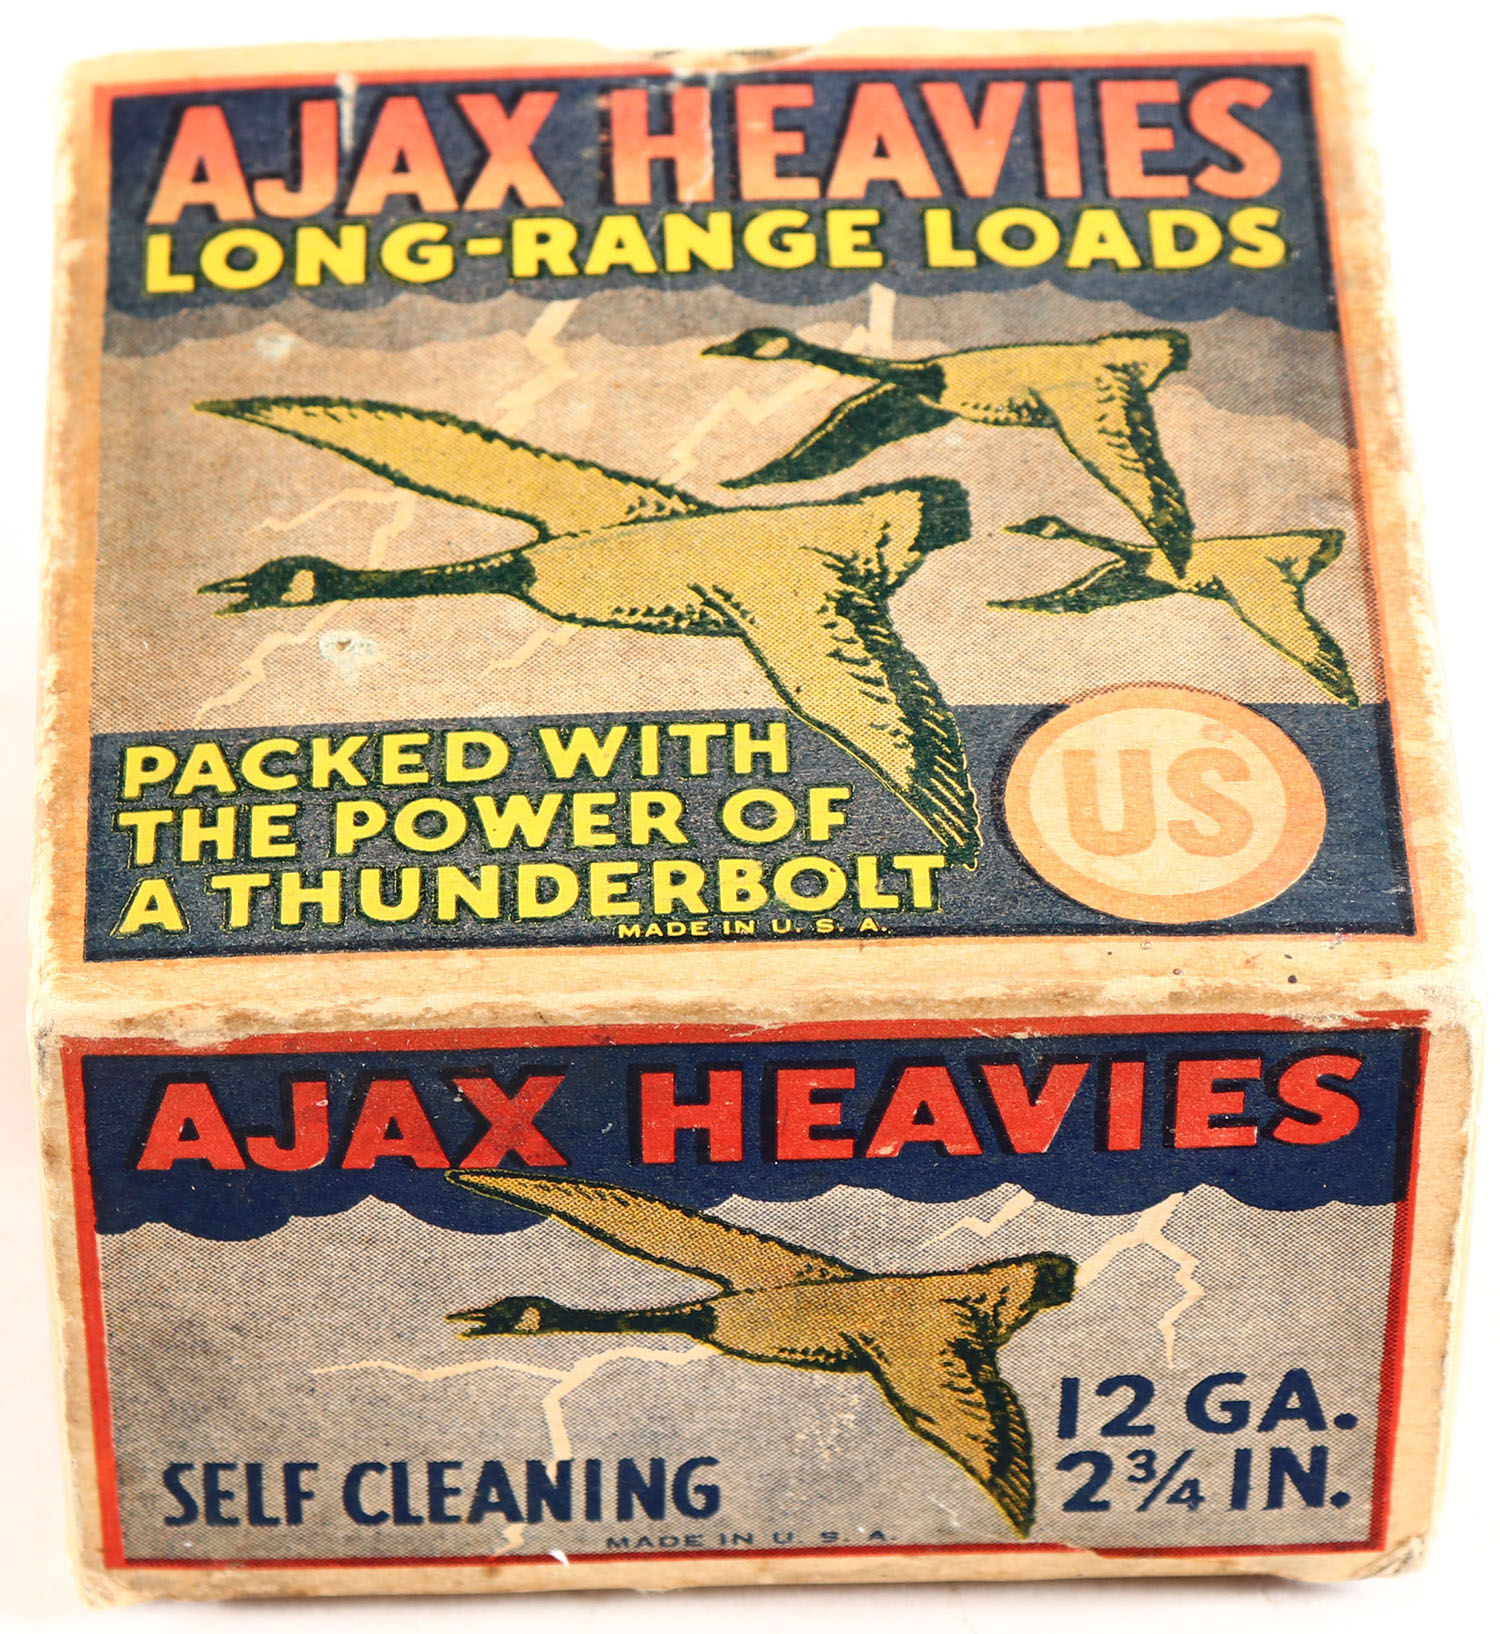 AJAX HEAVIES
LONG-RANGE LOADS
PACKED WITH
THE POWER OF
A THUNDERBOLT
MADE IN U. S. A.
US
AJAX HEAVIES
12 GA.
2¾ IN.
SELF CLEANING
MADE IN U. S. A.